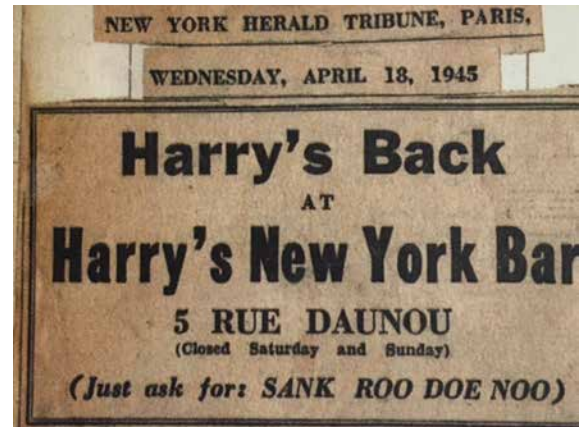 NEW YORK HERALD TRIBUNE, PARIS,
WEDNESDAY, APRIL 18, 1945
Harry's Back
AT
Harry's New York Bar
5 RUE DAUNOU
(Closed Saturday and Sunday)
(Just ask for: SANK ROO DOE NOO)